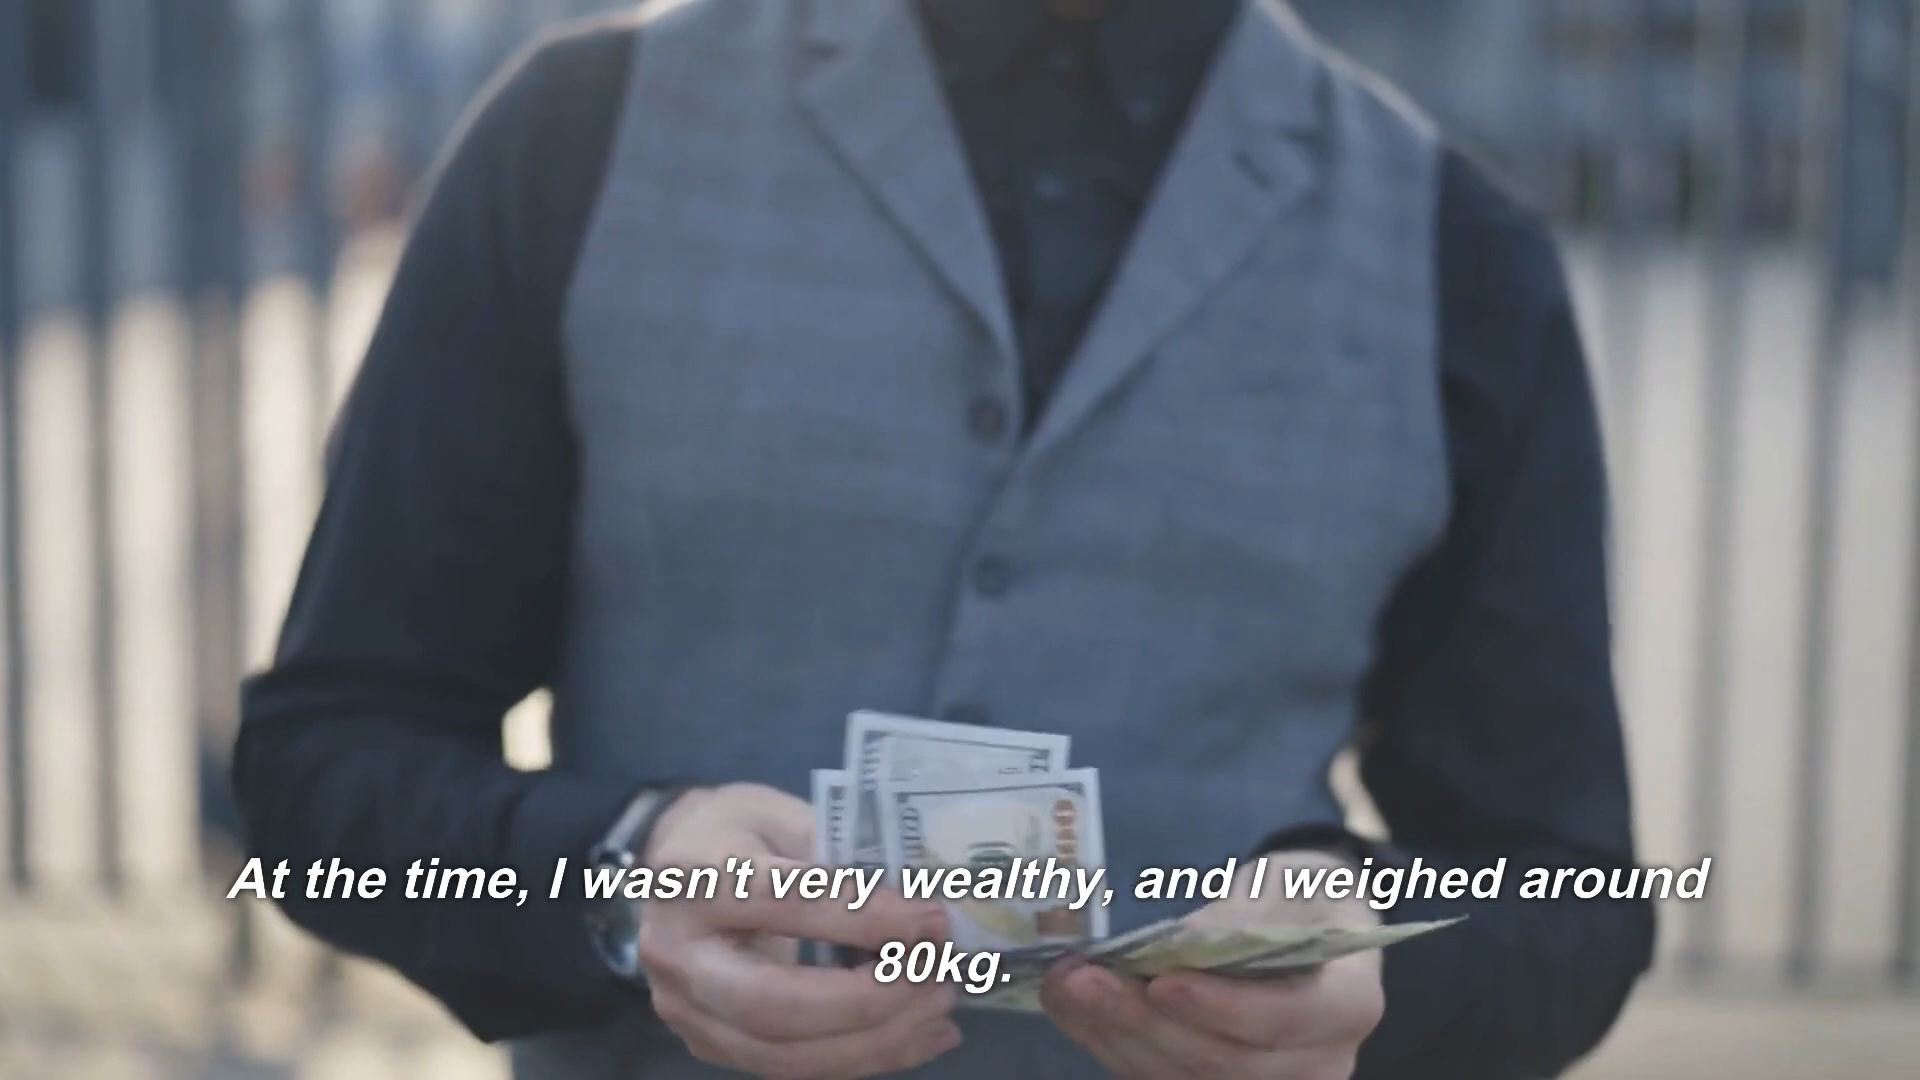 At the time, I wasn't very wealthy, and I weighed around
80kg.